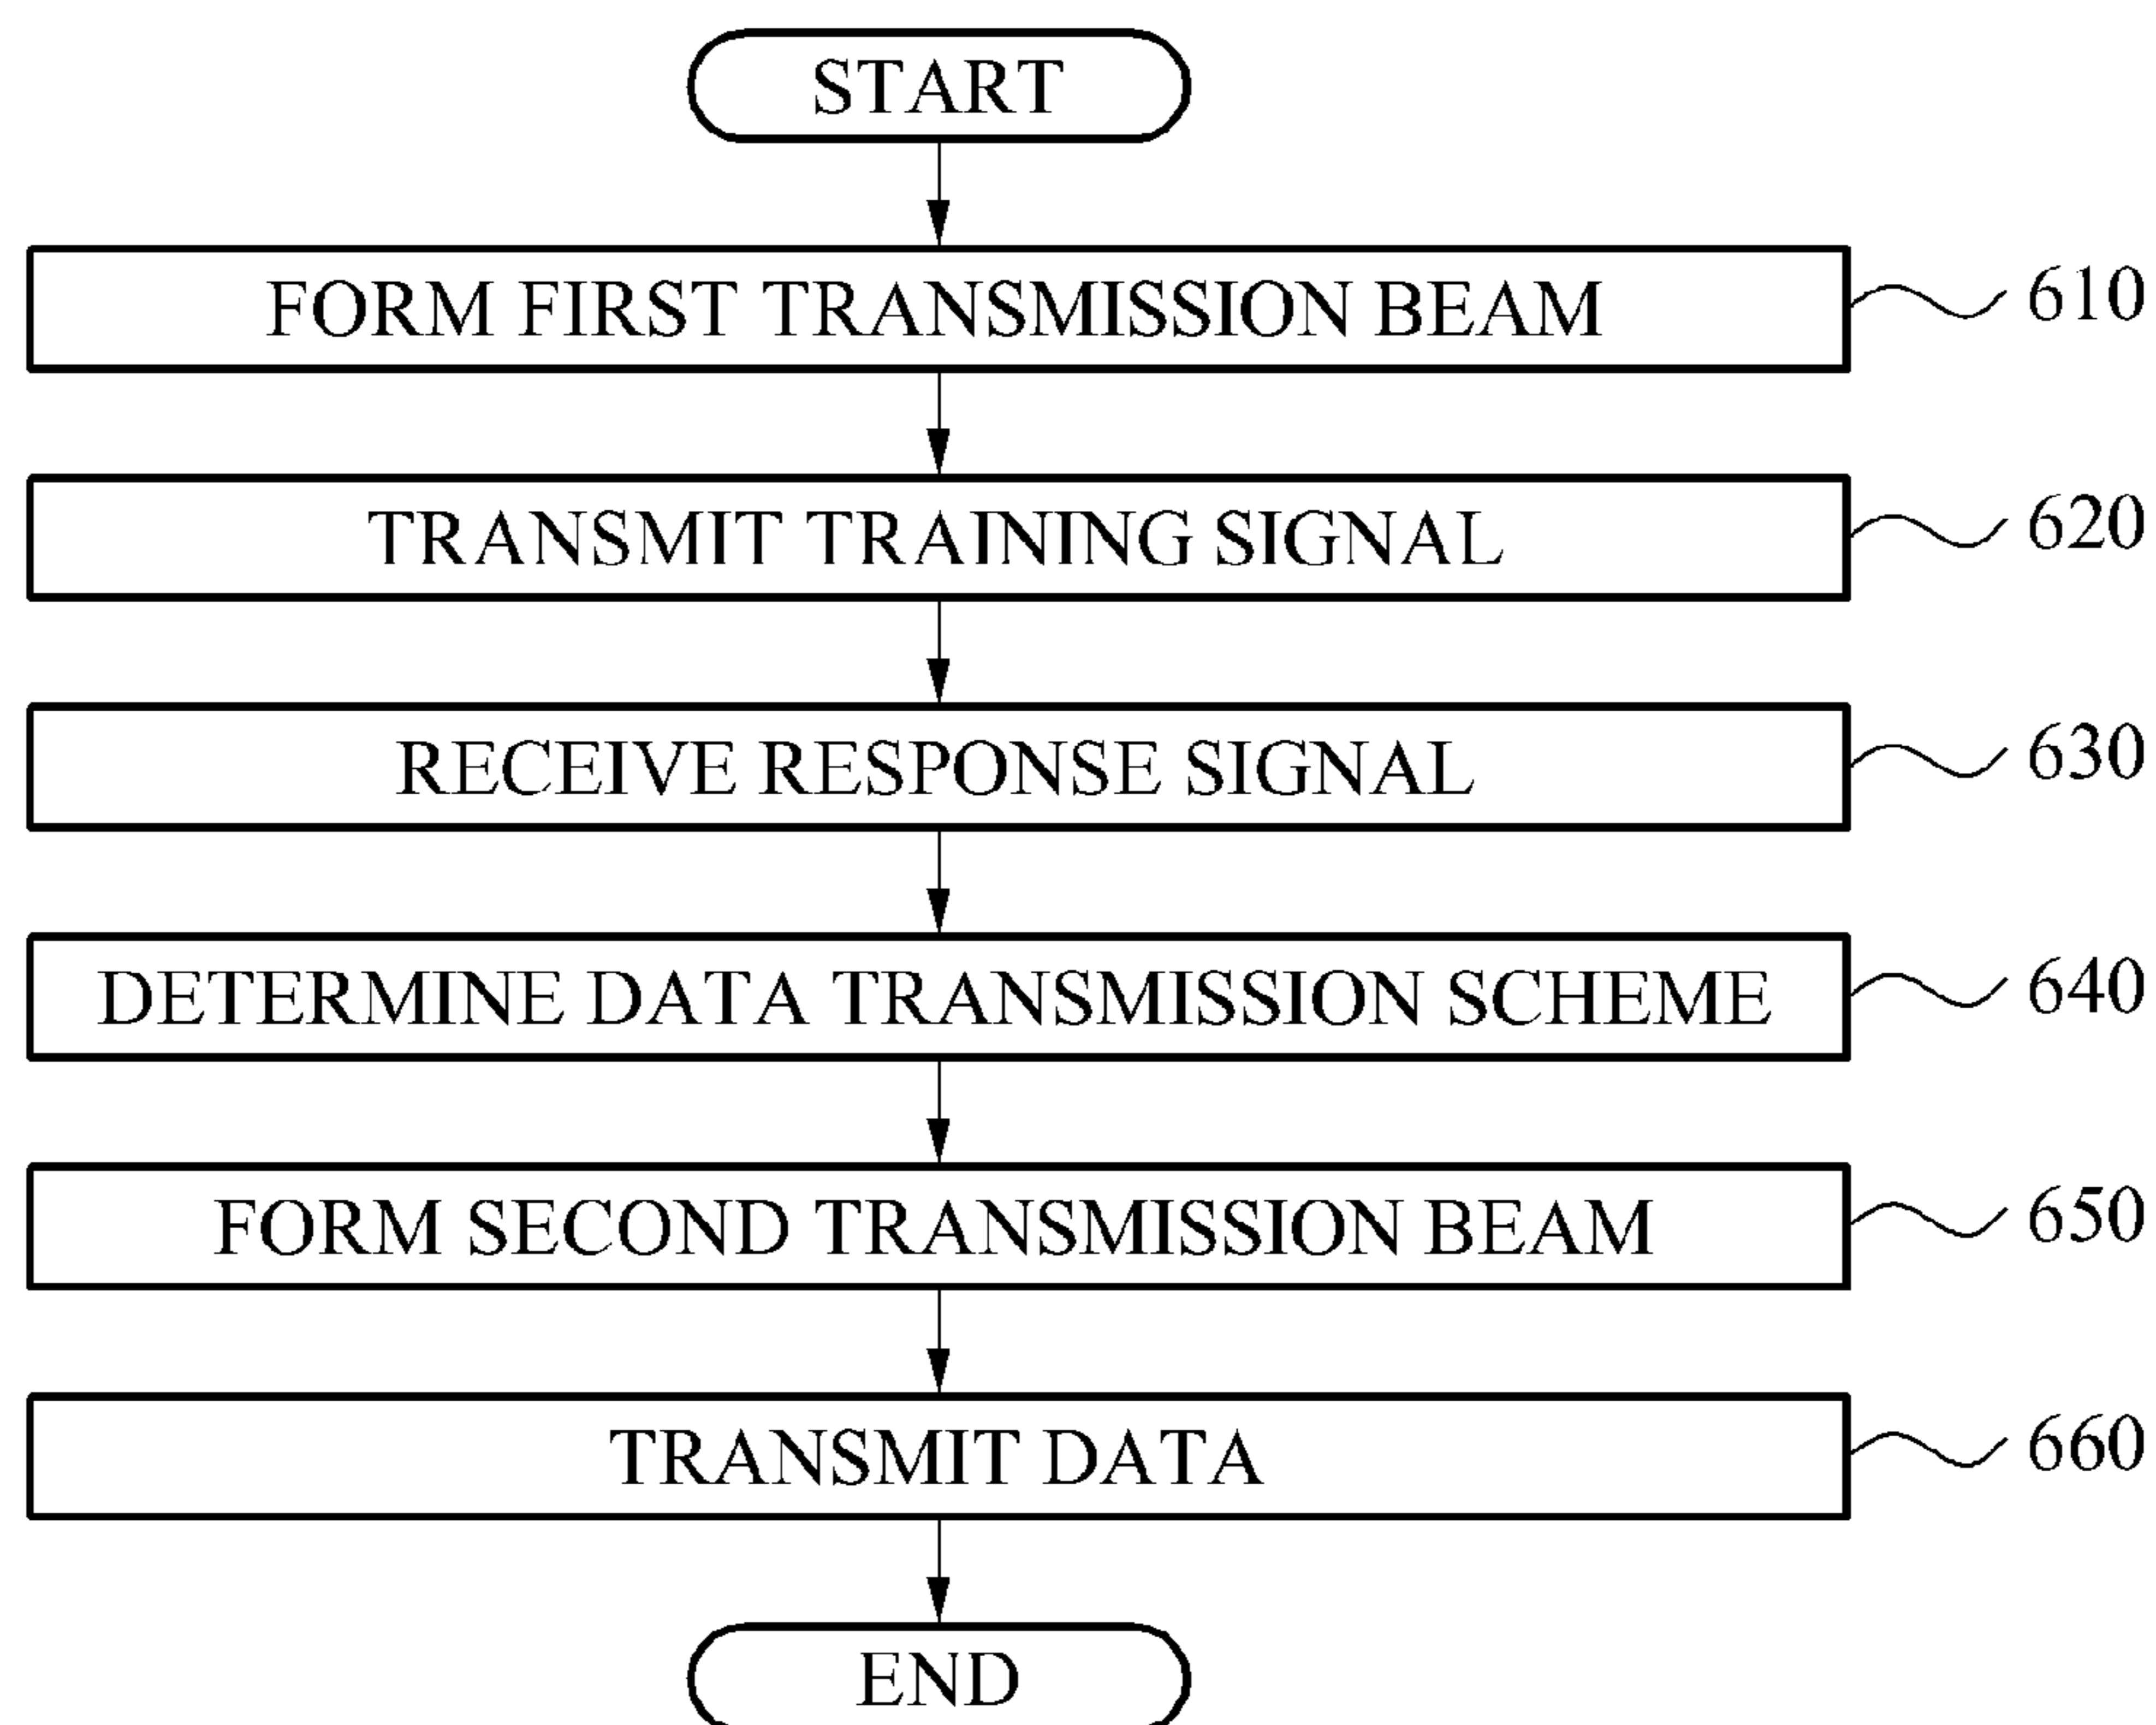 START
FORM FIRST TRANSMISSION BEAM
610
TRANSMIT TRAINING SIGNAL
620
RECEIVE RESPONSE SIGNAL
630
DETERMINE DATA TRANSMISSION SCHEME
640
FORM SECOND TRANSMISSION BEAM
650
TRANSMIT DATA
660
END